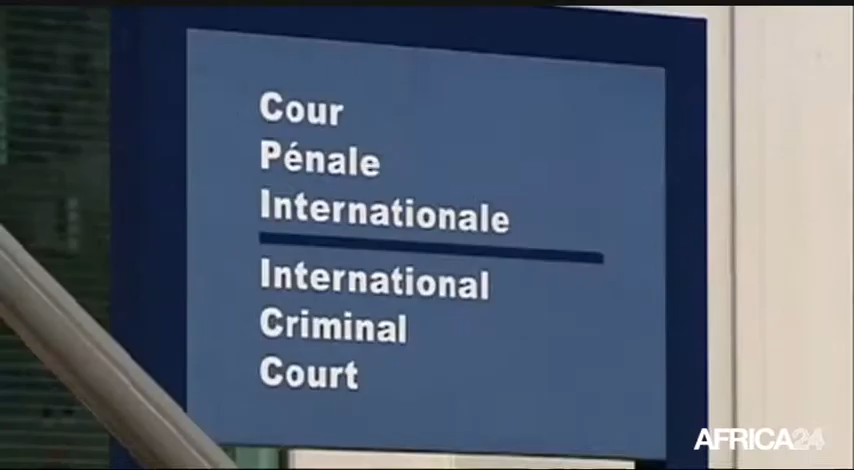 Cour
Pénale
Internationale
International
Criminal
Court
AFRICA24